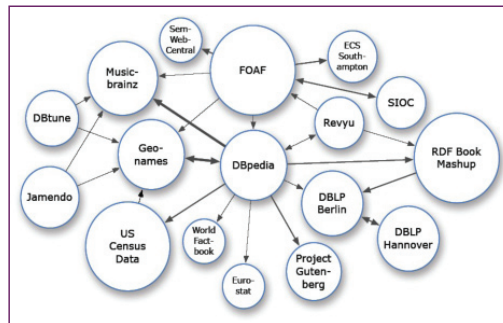 Sem-
Web-
Central
FOAF
ECS
South-
ampton
Music-
brainz
SIOC
DBtune
Revyu
Geo-
names
DBpedia
RDF Book
Mashup
Jamendo
DBLP
Berlin
US
Census
Data
World
Fact-
book
DBLP
Hannover
Project
Guten-
berg
Euro-
stat